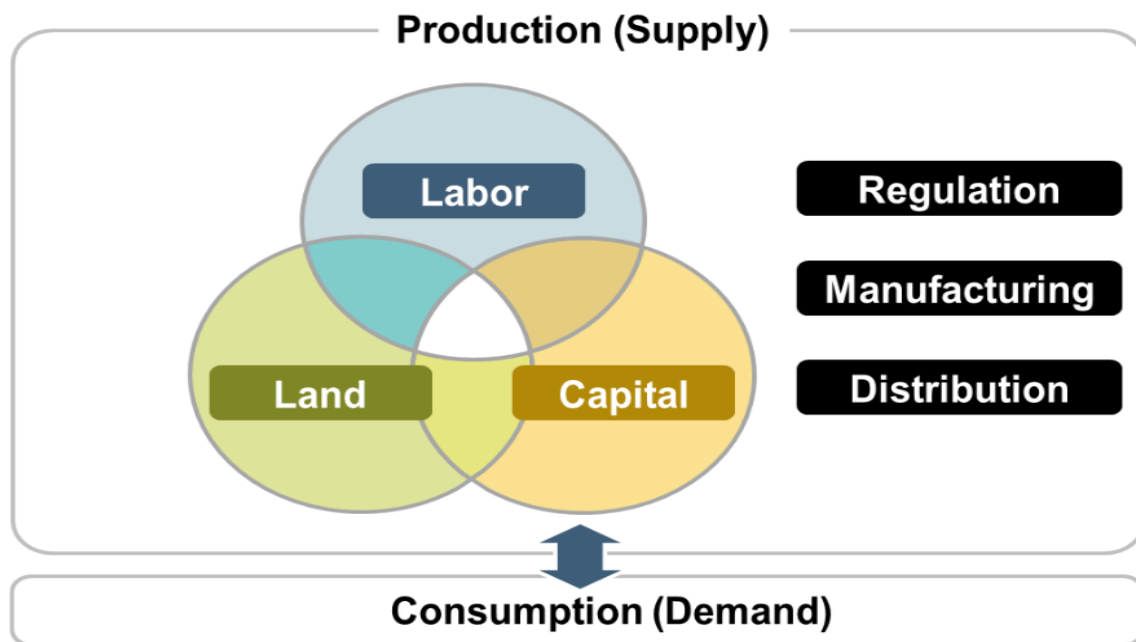 Production (Supply)
Labor
Land
Capital
Regulation
Manufacturing
Distribution
Consumption (Demand)